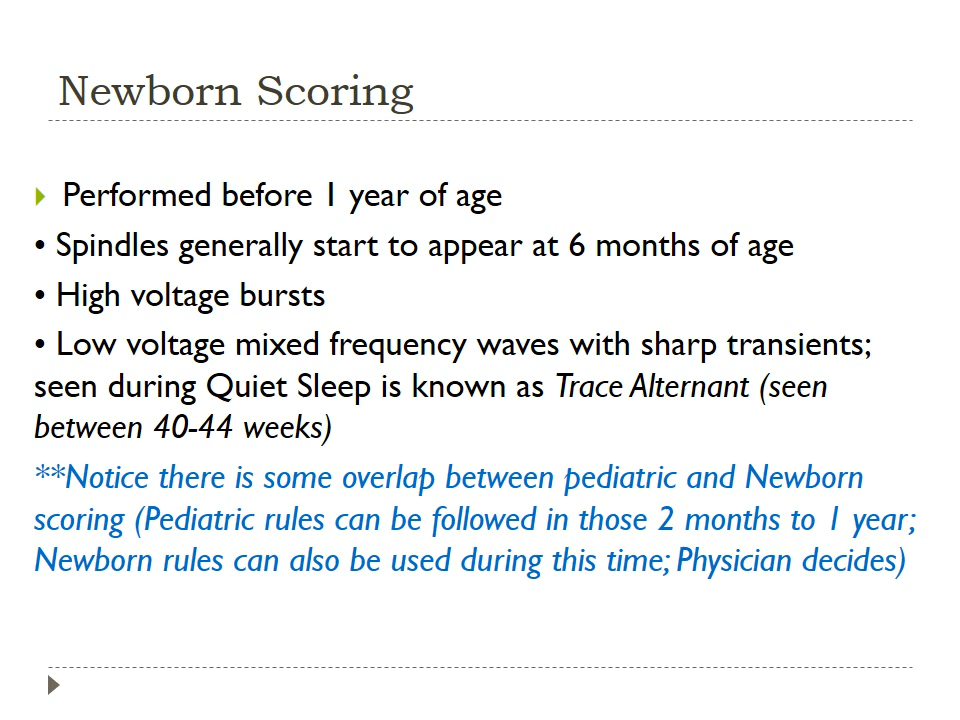 Newborn Scoring
Performed before 1 year of age
• Spindles generally start to appear at 6 months of age
• High voltage bursts
• Low voltage mixed frequency waves with sharp transients;
seen during Quiet Sleep is known as Trace Alternant (seen
between 40-44 weeks)
**Notice there is some overlap between pediatric and Newborn
scoring (Pediatric rules can be followed in those 2 months to 1 year;
Newborn rules can also be used during this time; Physician decides)